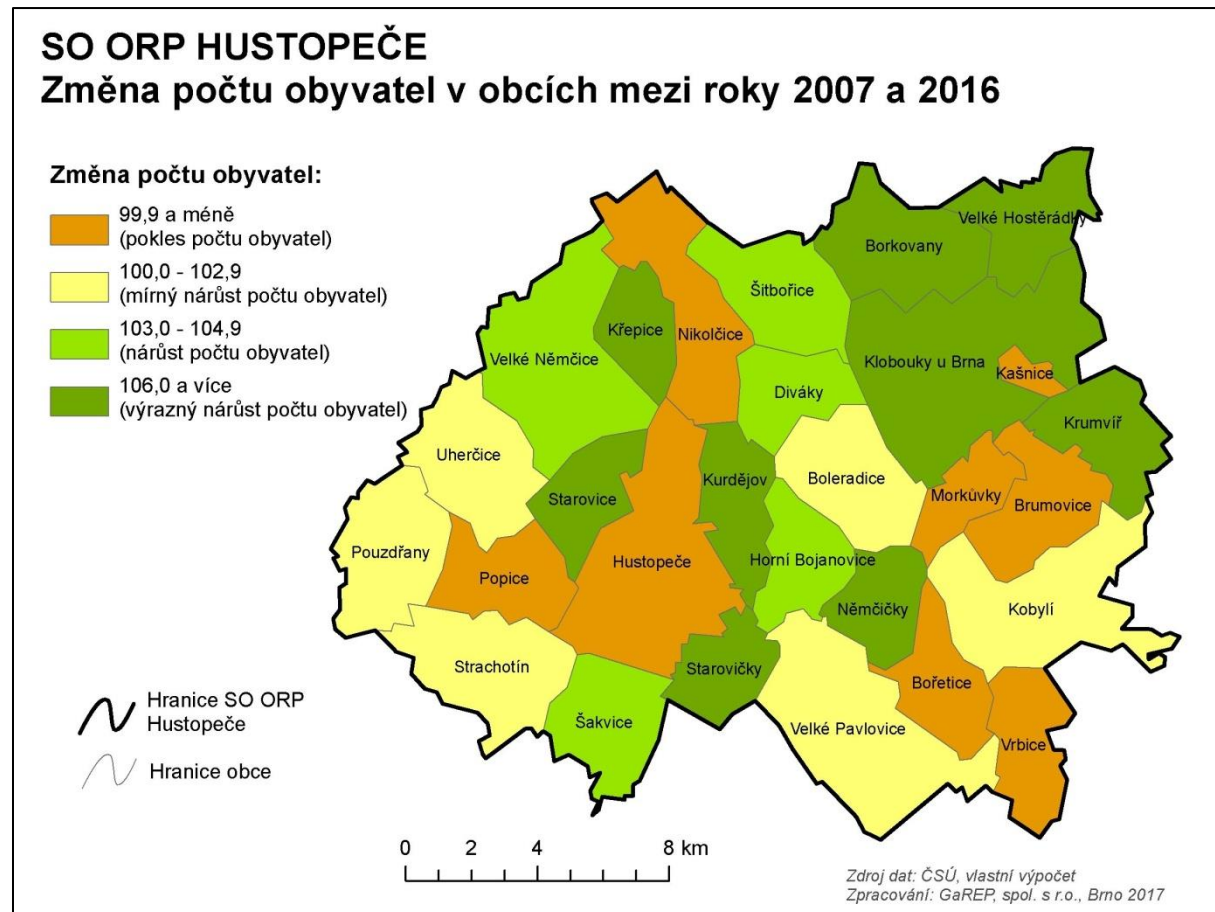 SO ORP HUSTOPEČE
Změna počtu obyvatel v obcích mezi roky 2007 a 2016
Změna počtu obyvatel:
99,9 a méně
(pokles počtu obyvatel)
100,0 - 102,9
(mírný nárůst počtu obyvatel)
103,0 - 104,9
(nárůst počtu obyvatel)
106,0 a více
(výrazný nárůst počtu obyvatel)
Velké Hostěrádky
Borkovany
Šitbořice
Křepice
Nikolčice
Velké Němčice
Klobouky u Brna
Kašnice
Diváky
Krumvíř
Uherčice
Kurdějov
Boleradice
Starovice
Morkůvky
Brumovice
Pouzdřany
Popice
Hustopeče
Horní Bojanovice
Němčičky
Kobylí
Strachotín
Starovičky
Bořetice
Šakvice
Velké Pavlovice
Vrbice
Hranice SO ORP
Hustopeče
Hranice obce
0 2 4 8 km
Zdroj dat: ČSÚ, vlastní výpočet
Zpracování: GaREP, spol. s r.o., Brno 2017